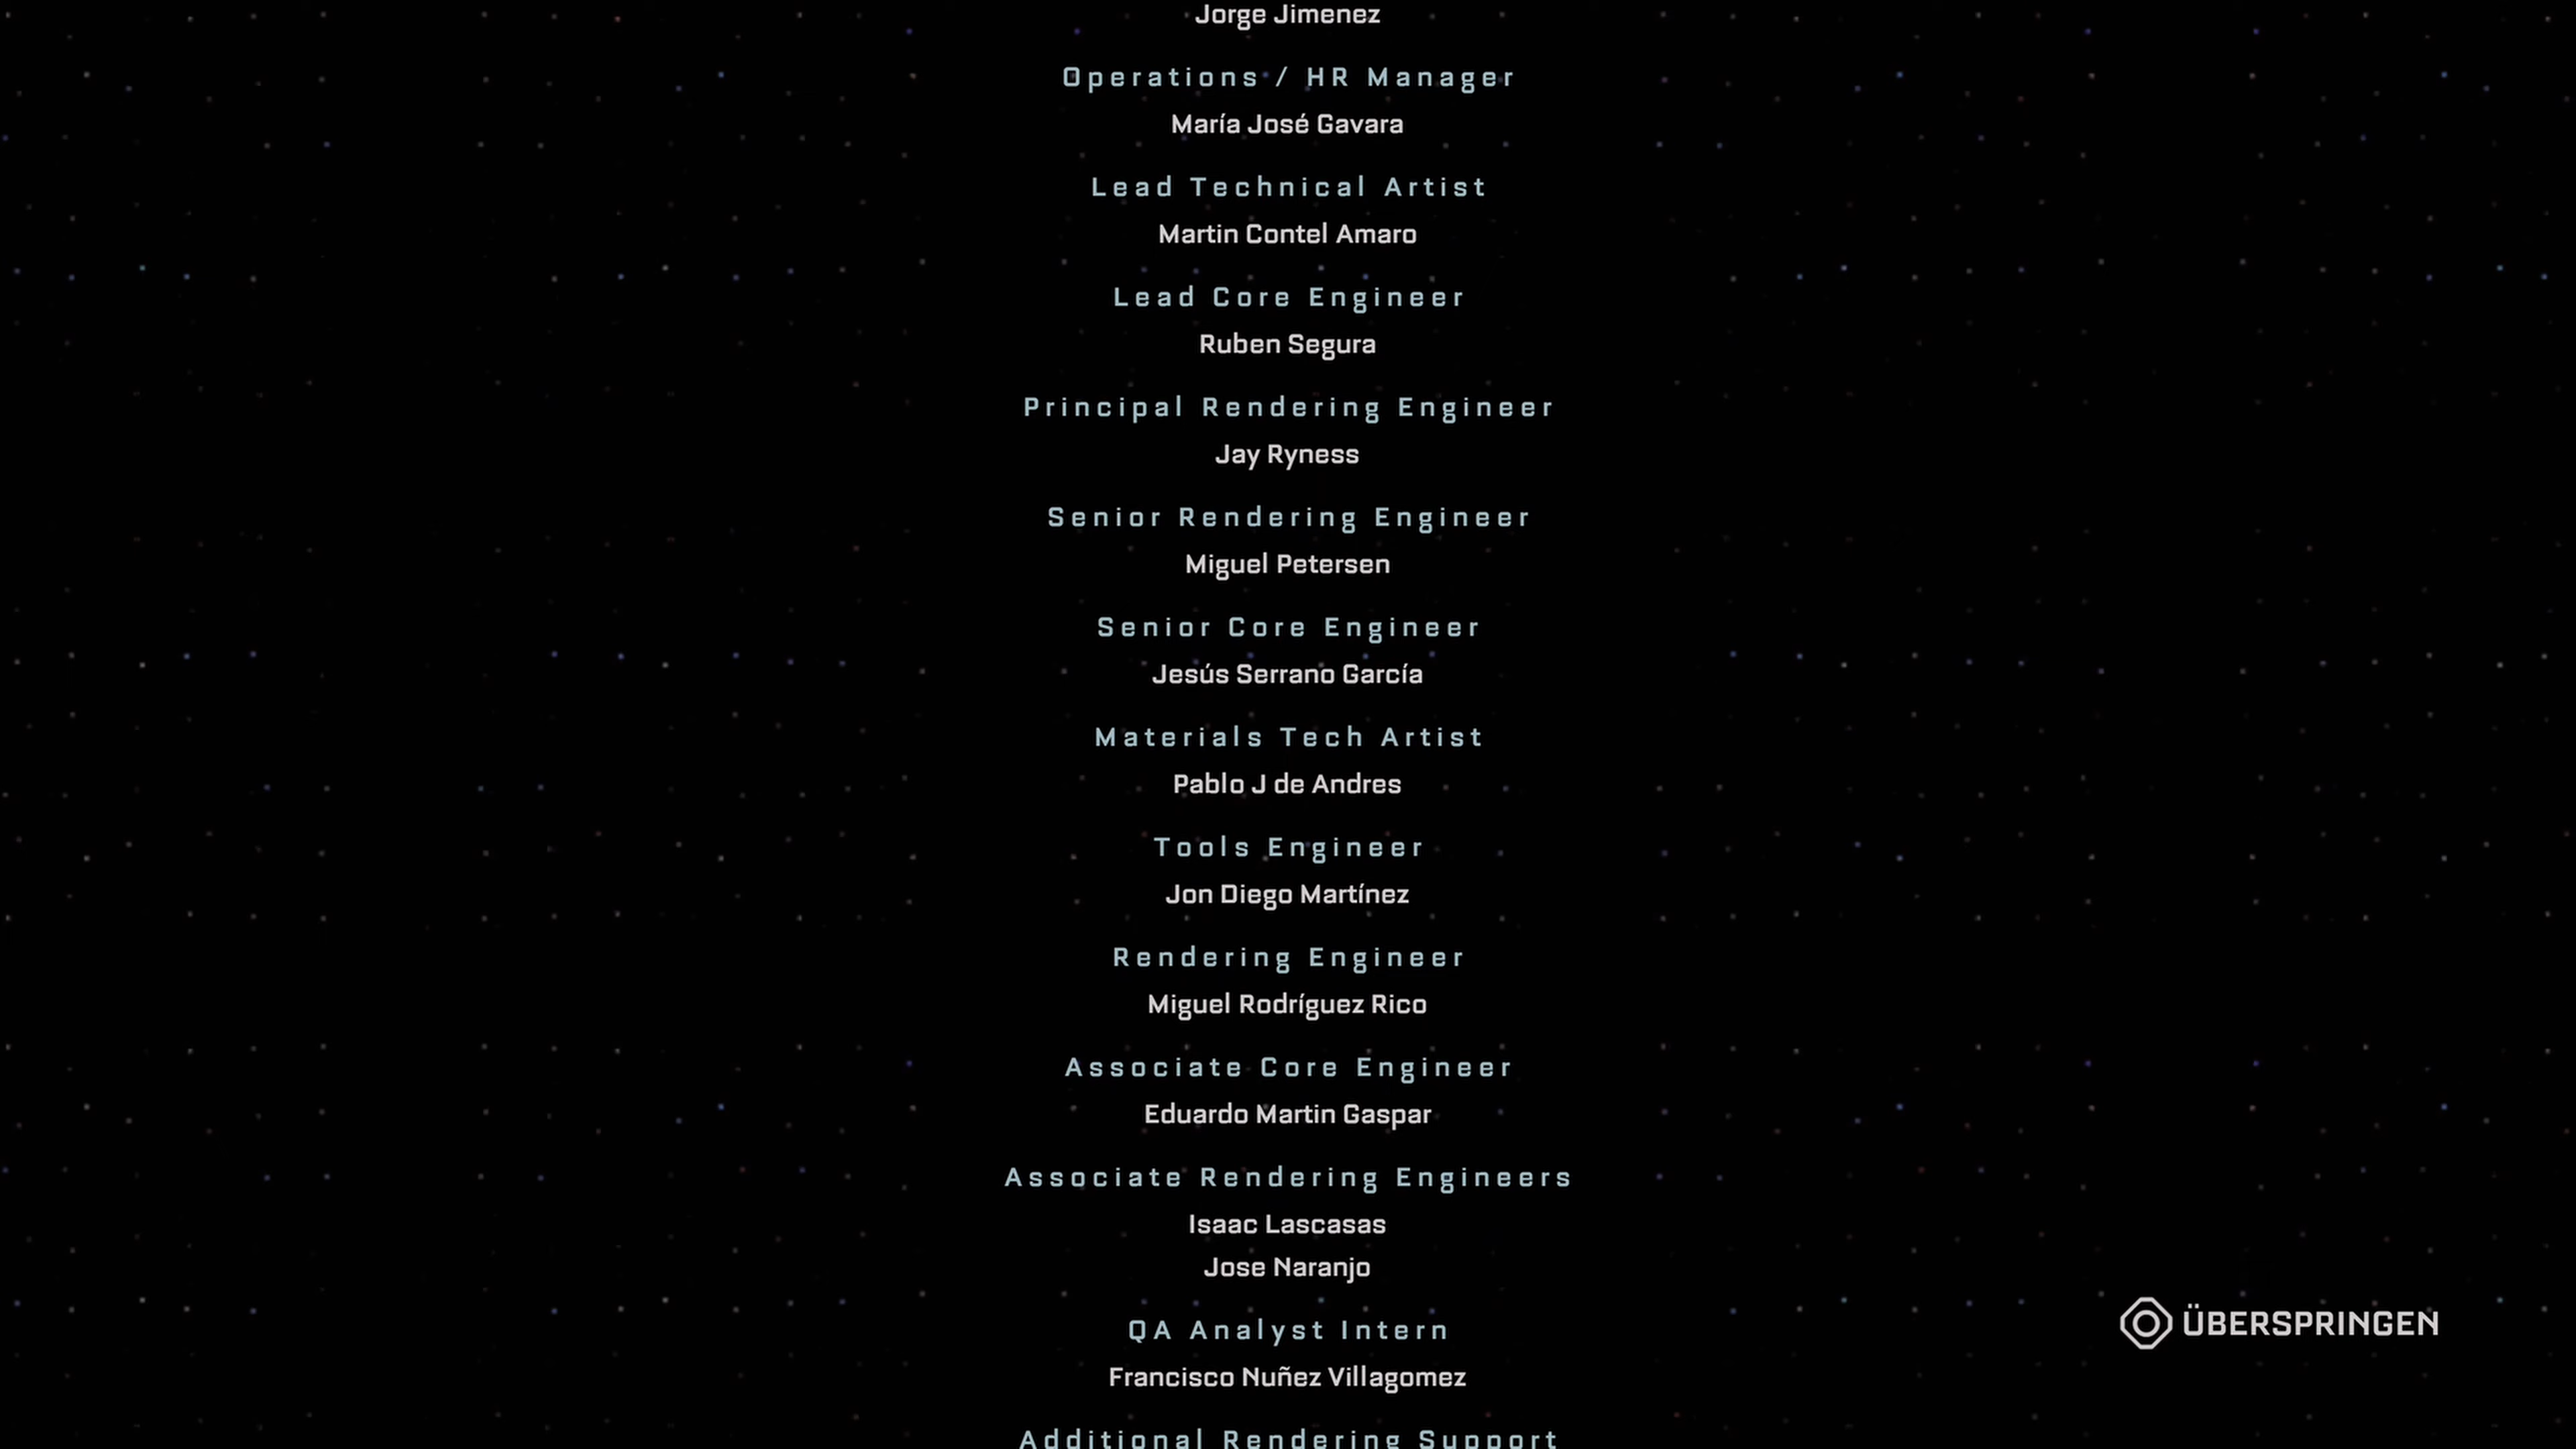 Jorge Jimenez
Operations / HR Manager
María José Gavara
Lead Technical Artist
Martin Contel Amaro
Lead Core Engineer
Ruben Segura
Principal Rendering Engineer
Jay Ryness
Senior Rendering Engineer
Miguel Petersen
Senior Core Engineer
Jesús Serrano García
Materials Tech Artist
Pablo J de Andres
Tools Engineer
Jon Diego Martínez
Rendering Engineer
Miguel Rodríguez Rico
Associate Core Engineer
Eduardo Martin Gaspar
Associate Rendering Engineers
Isaac Lascasas
Jose Naranjo
QA Analyst Intern
Francisco Nuñez Villagomez
Additional Rendering Support
ÜBERSPRINGEN